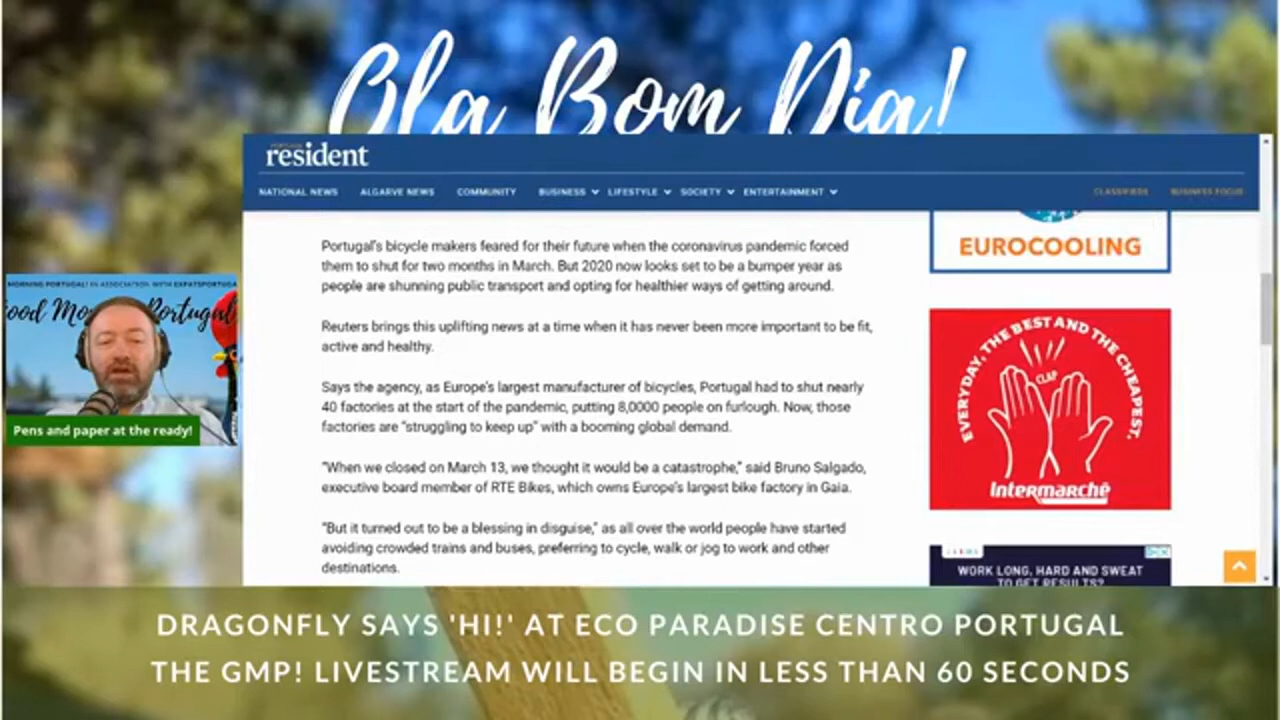 Ola Bom Dia!
resident
NATIONAL NEWS ALGARVE NEWS COMMUNITY BUSINESS LIFESTYLE SOCIETY ENTERTAINMENT CLASSIFIEDS BUSINESS FOCUS
Portugal's bicycle makers feared for their future when the coronavirus pandemic forced
them to shut for two months in March. But 2020 now looks set to be a bumper year as
people are shunning public transport and opting for healthier ways of getting around.
Reuters brings this uplifting news at a time when it has never been more important to be fit,
active and healthy.
Says the agency, as Europe's largest manufacturer of bicycles, Portugal had to shut nearly
40 factories at the start of the pandemic, putting 8,0000 people on furlough. Now, those
factories are "struggling to keep up" with a booming global demand.
"When we closed on March 13, we thought it would be a catastrophe," said Bruno Salgado,
executive board member of RTE Bikes, which owns Europe's largest bike factory in Gaia.
"But it turned out to be a blessing in disguise," as all over the world people have started
avoiding crowded trains and buses, preferring to cycle, walk or jog to work and other
destinations.
EUROCOOLING
EVERYDAY, THE BEST AND THE CHEAPEST.
CLAP
Intermarchē
WORK LONG, HARD AND SWEAT
TO GET RESULTS?
MORNING PORTUGAL! IN ASSOCIATION WITH EXPATSPORTUGA
ood Mo Portugal
Pens and paper at the ready!
DRAGONFLY SAYS 'HI!' AT ECO PARADISE CENTRO PORTUGAL
THE GMP! LIVESTREAM WILL BEGIN IN LESS THAN 60 SECONDS